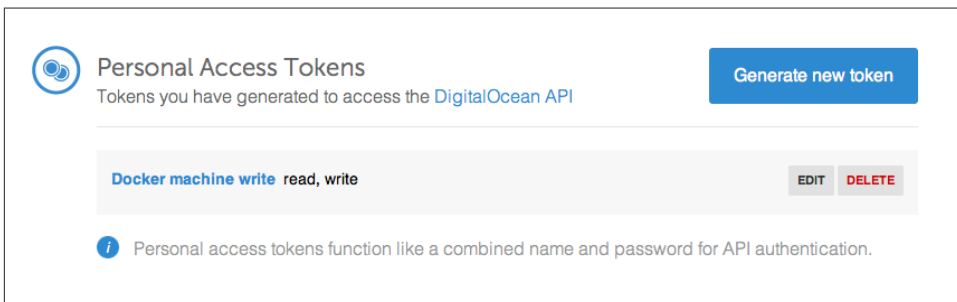 Personal Access Tokens
Generate new token
Tokens you have generated to access the DigitalOcean API
Docker machine write read, write
EDIT DELETE
i Personal access tokens function like a combined name and password for API authentication.